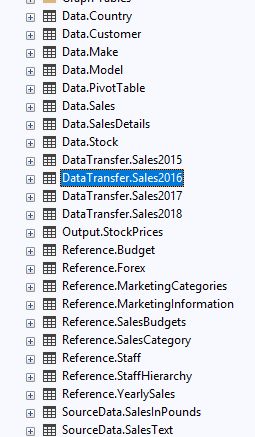 Graph Tables
Data.Country
Data.Customer
Data.Make
Data.Model
Data.PivotTable
Data.Sales
Data.SalesDetails
Data.Stock
DataTransfer.Sales2015
DataTransfer.Sales2016
DataTransfer.Sales2017
DataTransfer.Sales2018
Output.StockPrices
Reference.Budget
Reference.Forex
Reference.MarketingCategories
Reference.MarketingInformation
Reference.SalesBudgets
Reference.SalesCategory
Reference.Staff
Reference.StaffHierarchy
Reference.YearlySales
SourceData.SalesInPounds
SourceData.SalesText